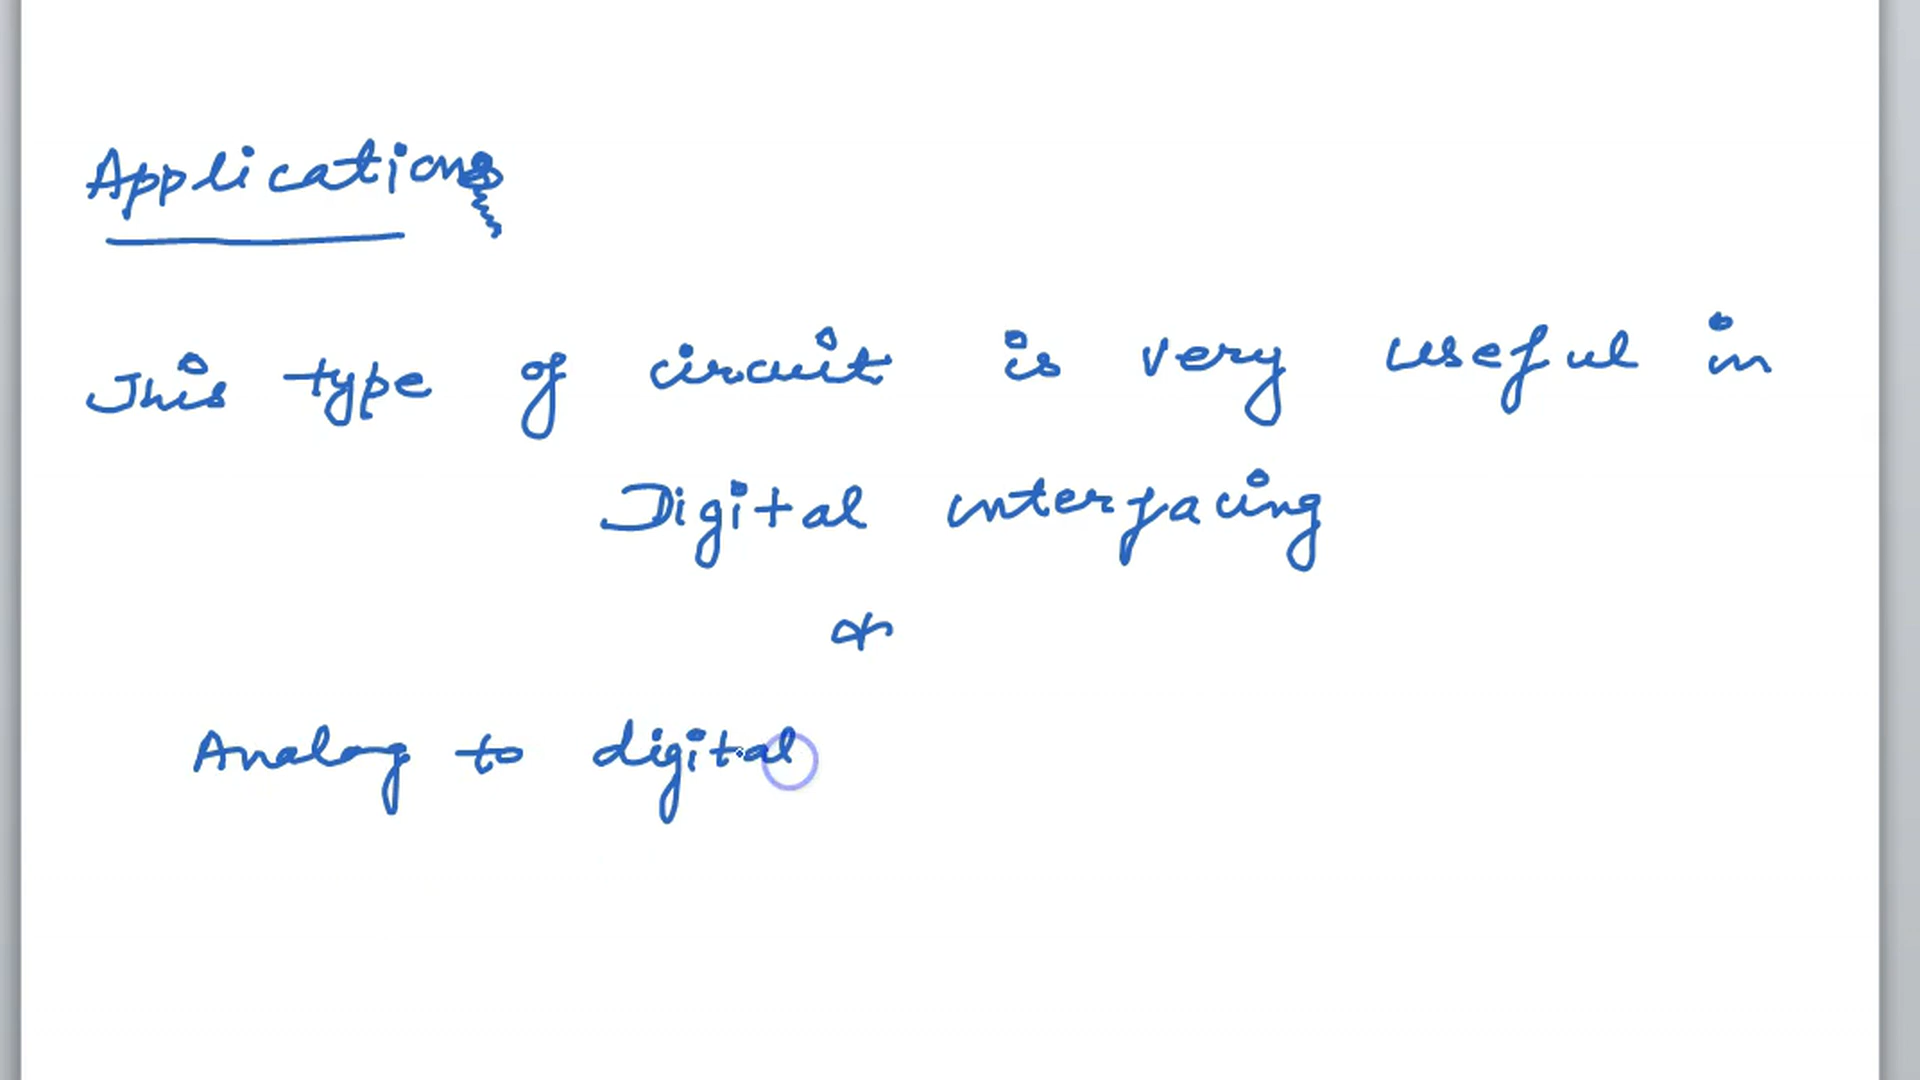 Applications
This type of circuit is very useful in
Digital interfacing
or
Analog to digital